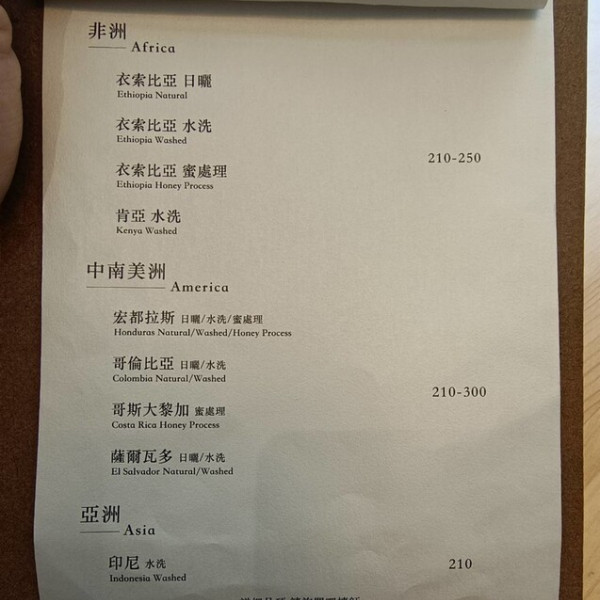 非洲
Africa
衣索比亞 日曬
Ethiopia Natural
衣索比亞 水洗
Ethiopia Washed
210-250
衣索比亞 蜜處理
Ethiopia Honey Process
肯亞 水洗
Kenya Washed
中南美洲
America
宏都拉斯 日曬/水洗/蜜處理
Honduras Natural/Washed/Honey Process
哥倫比亞 日曬/水洗
Colombia Natural/Washed
210-300
哥斯大黎加 蜜處理
Costa Rica Honey Process
薩爾瓦多 日曬/水洗
El Salvador Natural/Washed
亞洲
Asia
印尼 水洗
210
Indonesia Washed